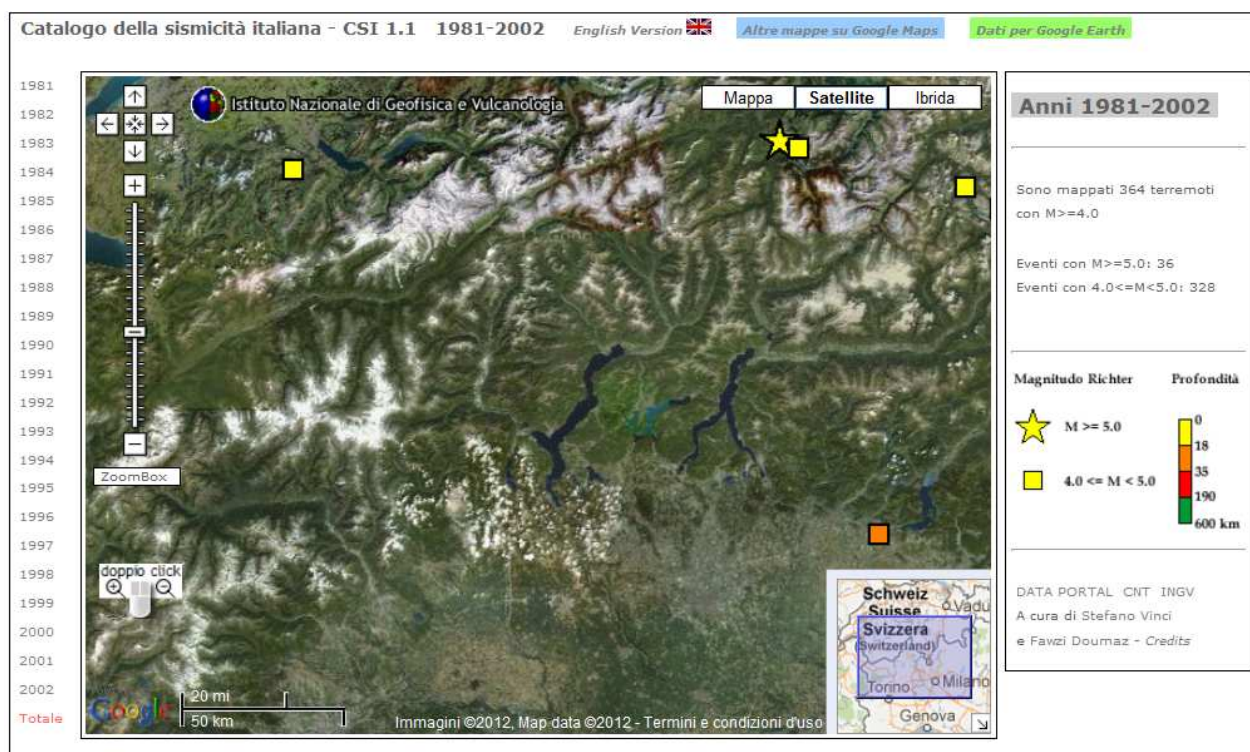 Catalogo della sismicità italiana - CSI 1.1 1981-2002 English Version Altre mappe su Google Maps Dati per Google Earth
1981
1982
1983
1984
1985
1986
1987
1988
1989
1990
1991
1992
1993
1994
1995
1996
1997
1998
1999
2000
2001
2002
Totale
Istituto Nazionale di Geofisica e Vulcanologia
Mappa Satellite Ibrida
ZoomBox
doppio click
Google
20 mi
50 km
Immagini ©2012, Map data ©2012 - Termini e condizioni d'uso
Schweiz
Suisse
Vadu
Svizzera
(Switzerland)
Torino
Milano
Genova
Anni 1981-2002
Sono mappati 364 terremoti
con M>=4.0
Eventi con M>=5.0: 36
Eventi con 4.0<=M<5.0: 328
Magnitudo Richter Profondità
M >= 5.0
4.0 <= M < 5.0
0
18
35
190
600 km
DATA PORTAL CNT INGV
A cura di Stefano Vinci
e Fawzi Doumaz - Credits